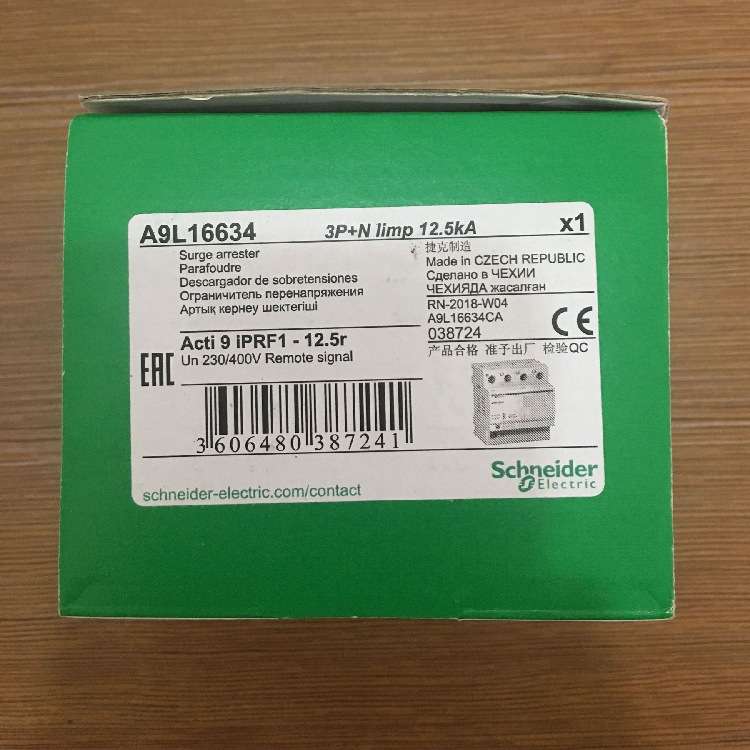 A9L16634
3P+N Iimp 12.5kA
x1
Surge arrester
Parafoudre
Descargador de sobretensiones
Ограничитель перенапряжения
Артық кернеу шектегіші
捷克制造
Made in CZECH REPUBLIC
Сделано в ЧЕХИИ
ЧЕХИЯДА жасалған
RN-2018-W04
A9L16634CA
038724
CE
产品合格 准予出厂 检验QC
EAC
Acti 9 iPRF1 - 12.5r
Un 230/400V Remote signal
3 606480 387241
schneider-electric.com/contact
Schneider
Electric